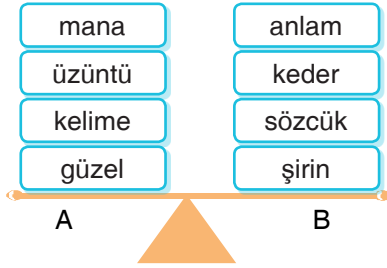 mana
anlam
üzüntü
keder
kelime
sözcük
güzel
şirin
A
B